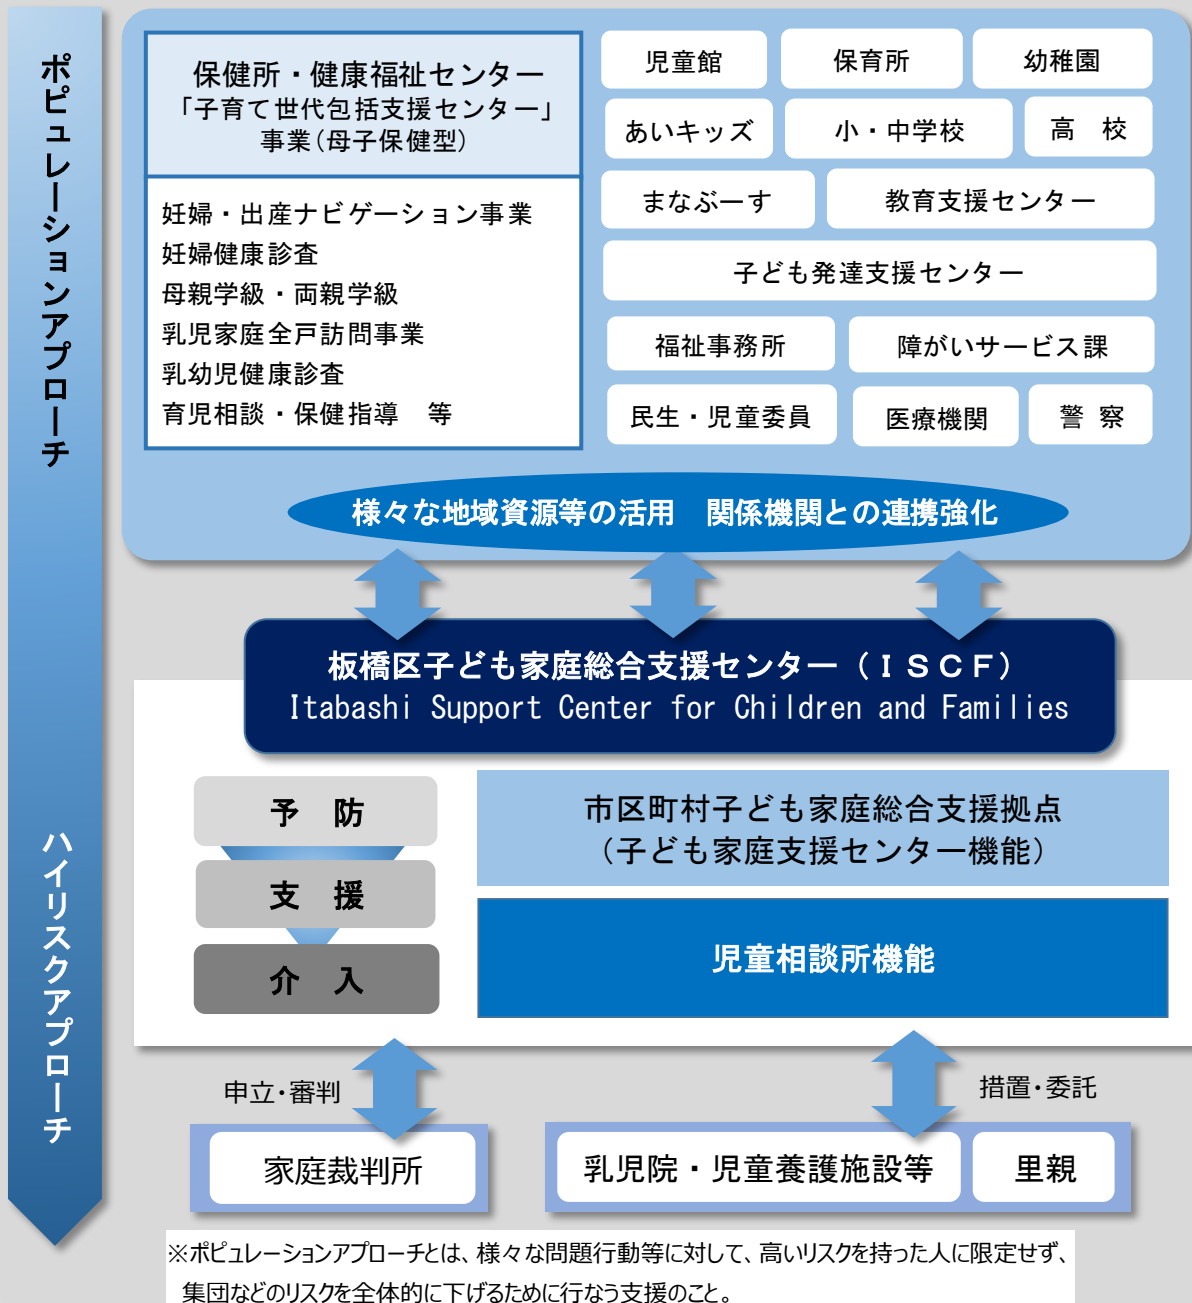 ポピュレーションアプローチ
ハイリスクアプローチ
保健所・健康福祉センター
「子育て世代包括支援センター」
事業(母子保健型)
妊婦・出産ナビゲーション事業
妊婦健康診査
母親学級・両親学級
乳児家庭全戸訪問事業
乳幼児健康診査
育児相談・保健指導　等
児童館
保育所
幼稚園
あいキッズ
小・中学校
高　校
まなぶーす
教育支援センター
子ども発達支援センター
福祉事務所
障がいサービス課
民生・児童委員
医療機関
警 察
様々な地域資源等の活用　関係機関との連携強化
板橋区子ども家庭総合支援センター（ＩＳＣＦ）
Itabashi Support Center for Children and Families
予　防
支　援
介　入
市区町村子ども家庭総合支援拠点
（子ども家庭支援センター機能）
児童相談所機能
申立・審判
措置・委託
家庭裁判所
乳児院・児童養護施設等
里親
※ポピュレーションアプローチとは、様々な問題行動等に対して、高いリスクを持った人に限定せず、
集団などのリスクを全体的に下げるために行なう支援のこと。